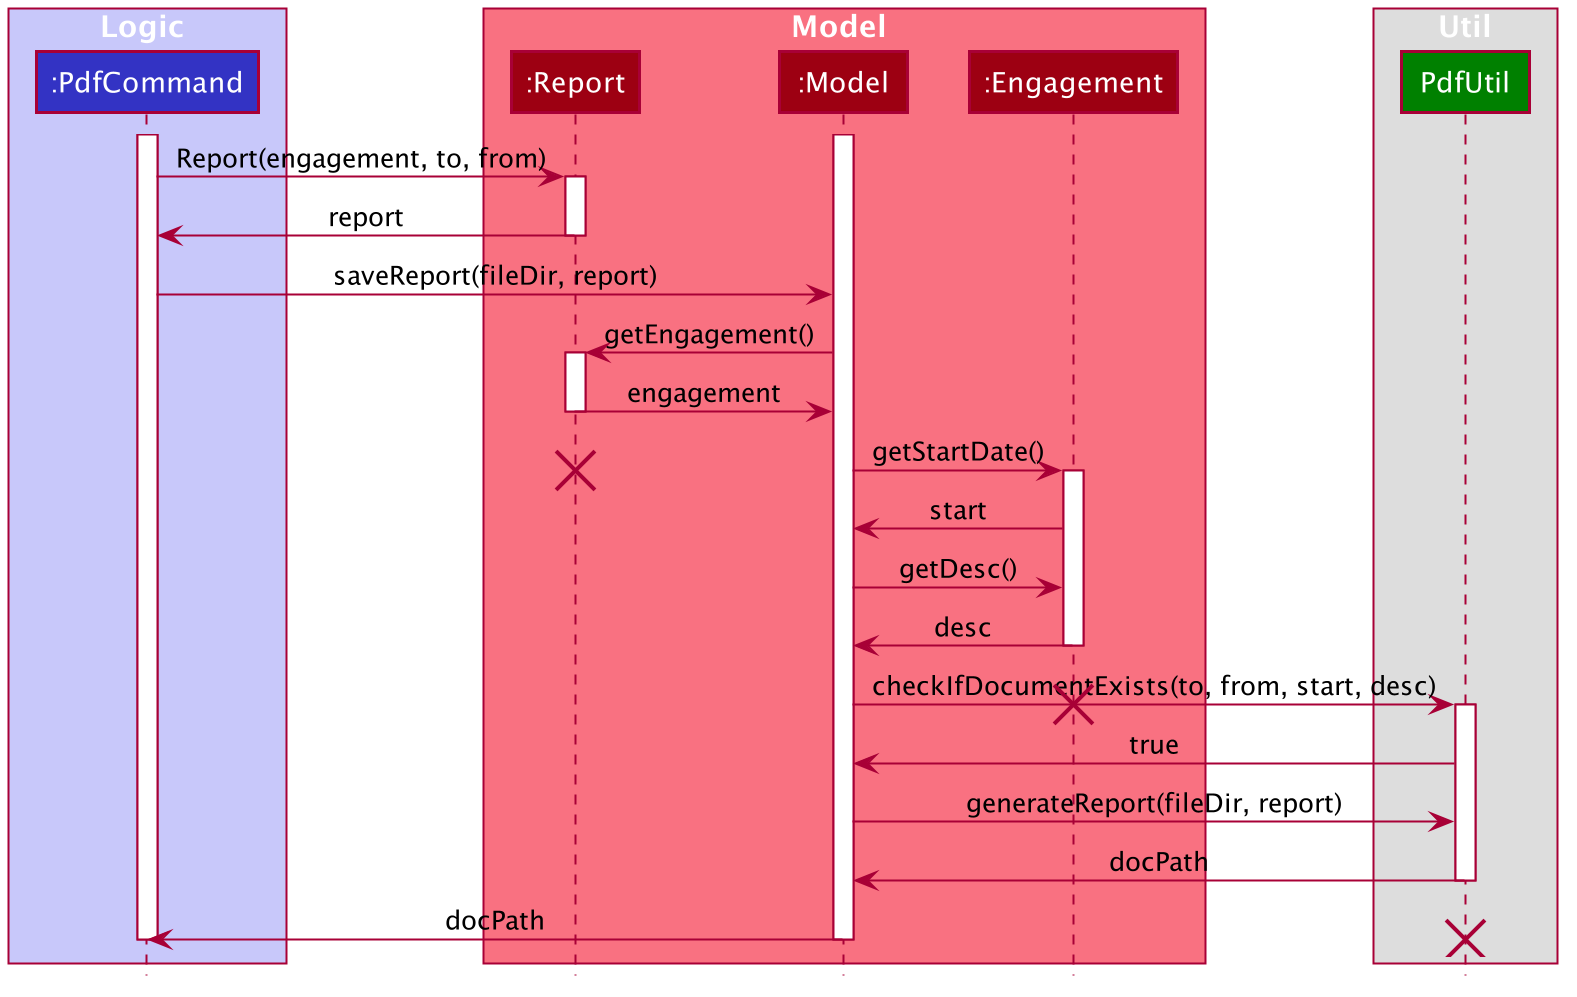 Logic
Model
Util
:PdfCommand
:Report
:Model
:Engagement
PdfUtil
Report(engagement, to, from)
report
saveReport(fileDir, report)
getEngagement()
engagement
getStartDate()
start
getDesc()
desc
checkIfDocumentExists(to, from, start, desc)
true
generateReport(fileDir, report)
docPath
docPath